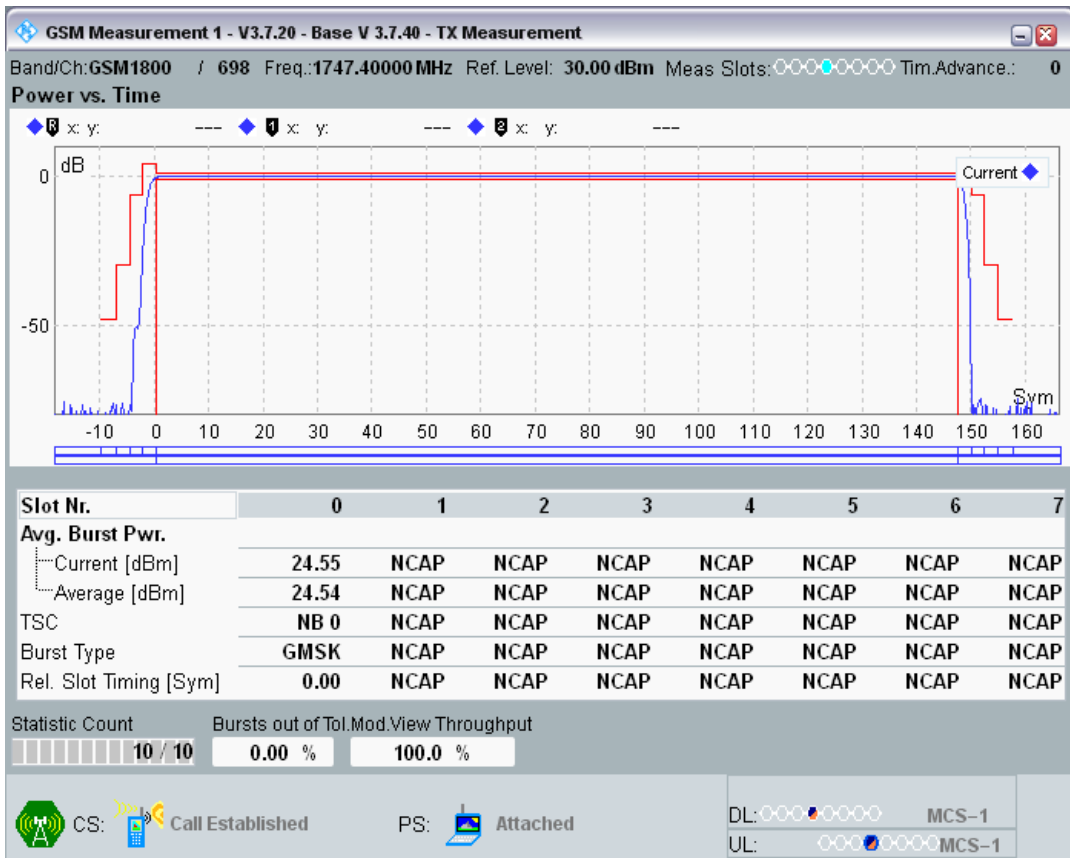 GSM Measurement 1 - V3.7.20 - Base V 3.7.40 - TX Measurement
Band/Ch:GSM1800 / 698 Freq.:1747.40000 MHz Ref. Level: 30.00 dBm Meas Slots: Tim.Advance.: 0
Power vs. Time
R x: y: --- 1 x: y: --- 2 x: y: ---
dB
0
Current
-50
Sym
-10 0 10 20 30 40 50 60 70 80 90 100 110 120 130 140 150 160
Slot Nr. 0 1 2 3 4 5 6 7
Avg. Burst Pwr.
Current [dBm] 24.55 NCAP NCAP NCAP NCAP NCAP NCAP NCAP
Average [dBm] 24.54 NCAP NCAP NCAP NCAP NCAP NCAP NCAP
TSC NB 0 NCAP NCAP NCAP NCAP NCAP NCAP NCAP
Burst Type GMSK NCAP NCAP NCAP NCAP NCAP NCAP NCAP
Rel. Slot Timing [Sym] 0.00 NCAP NCAP NCAP NCAP NCAP NCAP NCAP
Statistic Count Bursts out of Tol.Mod.View Throughput
10 / 10 0.00 % 100.0 %
CS: Call Established PS: Attached
DL: MCS-1
UL: MCS-1